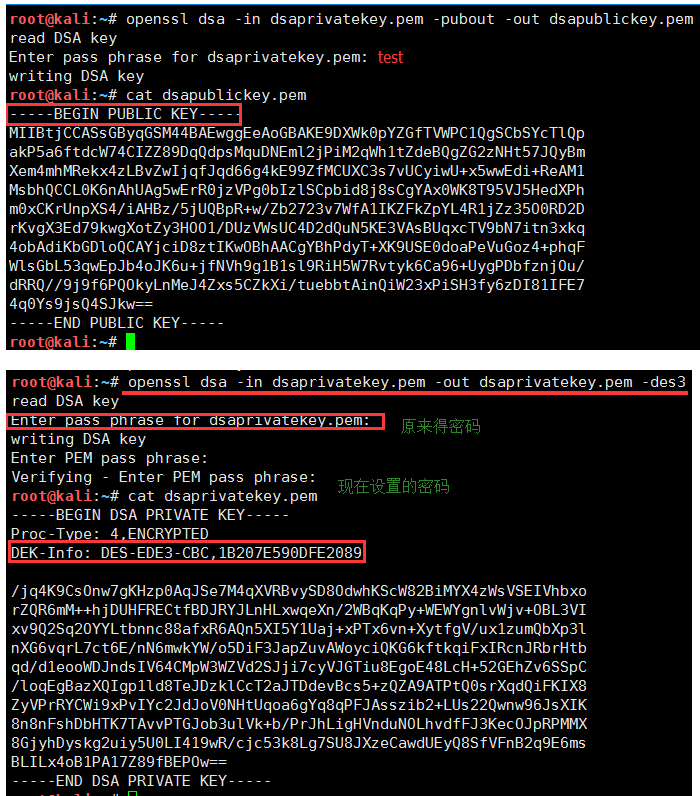 root@kali:~# openssl dsa -in dsaprivatekey.pem -pubout -out dsapublickey.pem
read DSA key
Enter pass phrase for dsaprivatekey.pem: test
writing DSA key
root@kali:~# cat dsapublickey.pem
-----BEGIN PUBLIC KEY-----
MIIBtjCCASsGByqGSM44BAEwggEeAoGBAKE9DXWk0pYZGfTVWPC1QgSCbSYcTlQp
akP5a6ftdcW74CIZZ89DqQdpsMquDNEml2jPiM2qWh1tZdeBQgZG2zNHt57JQyBm
Xem4mhMRekx4zLBvZwIjqfJqd66g4kE99ZfMCUXC3s7vUCyiwU+x5wwEdi+ReAM1
MsbhQCCL0K6nAhUAg5wErR0jzVPg0bIzlSCpbid8j8sCgYAx0WK8T95VJ5HedXPh
m0xCKrUnpXS4/iAHBz/5jUQBpR+w/Zb2723v7WfA1IKZFkZpYL4R1jZz35O0RD2D
rKvgX3Ed79kwgXotZy3HOO1/DUzVWsUC4D2dQuN5KE3VAsBUqxcTV9bN7itn3xkq
4obAdiKbGDloQCAYjciD8ztIKwOBhAACgYBhPdyT+XK9USE0doaPeVuGoz4+phqF
WlsGbL53qwEpJb4oJK6u+jfNVh9g1B1sl9RiH5W7Rvtyk6Ca96+UygPDbfznjOu/
dRRQ//9j9f6PQOkyLnMeJ4Zxs5CZkXi/tuebbtAinQiW23xPiSH3fy6zDI81IFE7
4q0Ys9jsQ4SJkw==
-----END PUBLIC KEY-----
root@kali:~#
root@kali:~# openssl dsa -in dsaprivatekey.pem -out dsaprivatekey.pem -des3
read DSA key
Enter pass phrase for dsaprivatekey.pem: 原来得密码
writing DSA key
Enter PEM pass phrase:
Verifying - Enter PEM pass phrase: 现在设置的密码
root@kali:~# cat dsaprivatekey.pem
-----BEGIN DSA PRIVATE KEY-----
Proc-Type: 4,ENCRYPTED
DEK-Info: DES-EDE3-CBC,1B207E590DFE2089
/jq4K9CsOnw7gKHzp0AqJSe7M4qXVRBvySD8OdwhKScW82BiMYX4zWsVSEIVhbxo
rZQR6mM++hjDUHFRECtfBDJRYJLnHLxwqeXn/2WBqKqPy+WEWYgnlvWjv+OBL3VI
xv9Q2Sq2OYYLtbnnc88afxR6AQn5XI5Y1Uaj+xPTx6vn+XytfgV/ux1zumQbXp3l
nXG6vqrL7ct6E/nN6mwkYW/o5DiF3JapZuvAWoyciQKG6kftkqiFxIRcnJRbrHtb
qd/d1eooWDJndsIV64CMpW3WZVd2SJji7cyVJGTiu8EgoE48LcH+52GEhZv6SSpC
/loqEgBazXQIgp1ld8TeJDzklCcT2aJTDdevBcs5+zQZA9ATPtQ0srXqdQiFKIX8
ZyVPrRYCWi9xPvIYc2JdJoV0NHtUqoa6gYq8qPFJAsszib2+LUs22Qwnw96JsXIK
8n8nFshDbHTK7TAvvPTGJob3ulVk+b/PrJhLigHVnduNOLhvdfFJ3KecOJpRPMMX
8GjyhDyskg2uiy5U0LI419wR/cjc53k8Lg7SU8JXzeCawdUEyQ8SfVFnB2q9E6ms
BLILx4oB1PA17Z89fBEPOw==
-----END DSA PRIVATE KEY-----